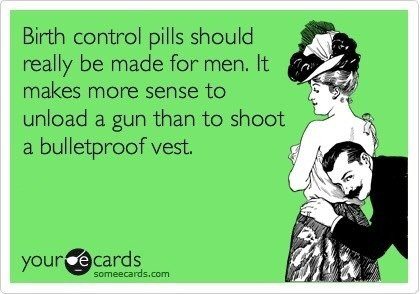 Birth control pills should
really be made for men. It
makes more sense to
unload a gun than to shoot
a bulletproof vest.
your e cards
someecards.com